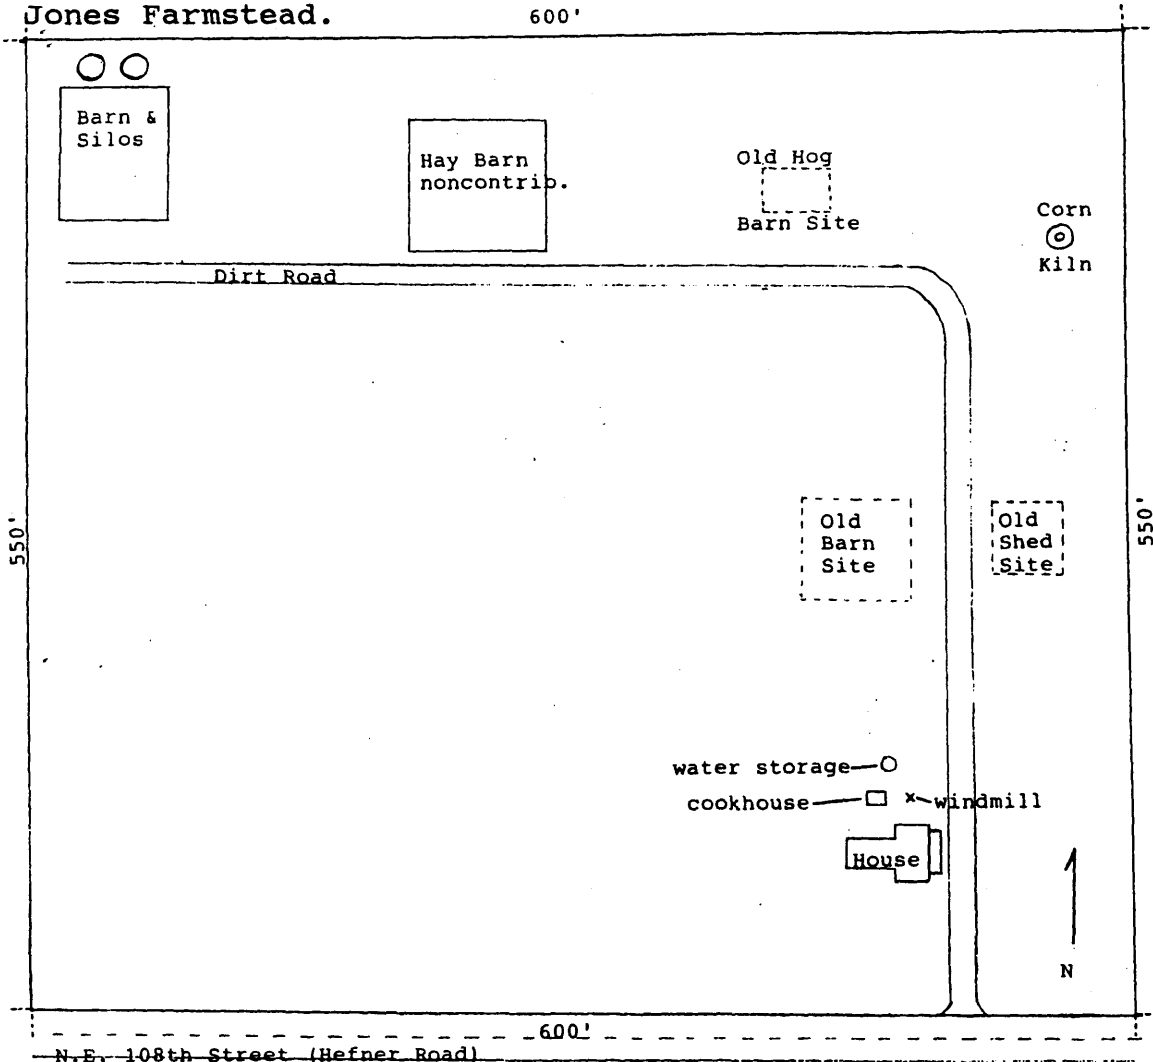 Jones Farmstead.
600'
Barn &
Silos
Hay Barn
noncontrib.
Old Hog
Barn Site
Corn
Kiln
Dirt Road
550'
Old
Barn
Site
Old
Shed
Site
550'
water storage
cookhouse
windmill
House
N
600'
N.E. 108th Street (Hefner Road)